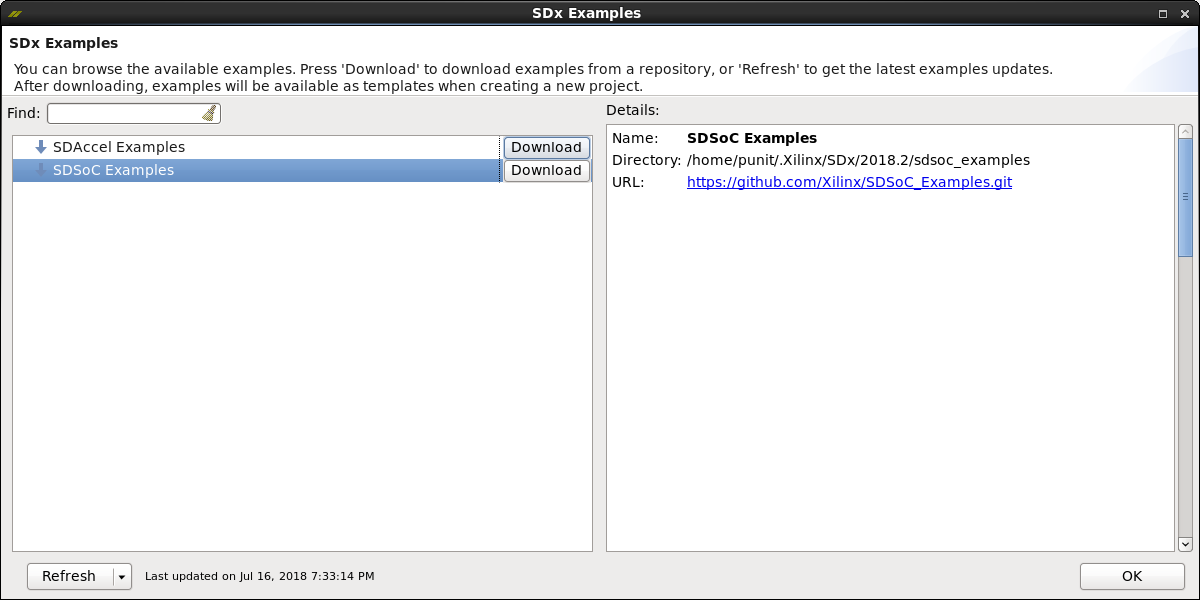 SDx Examples
SDx Examples
You can browse the available examples. Press 'Download' to download examples from a repository, or 'Refresh' to get the latest examples updates.
After downloading, examples will be available as templates when creating a new project.
Find:
SDAccel Examples Download
SDSoC Examples Download
Details:
Name: SDSoC Examples
Directory: /home/punit/.Xilinx/SDx/2018.2/sdsoc_examples
URL: https://github.com/Xilinx/SDSoC_Examples.git
Refresh Last updated on Jul 16, 2018 7:33:14 PM
OK